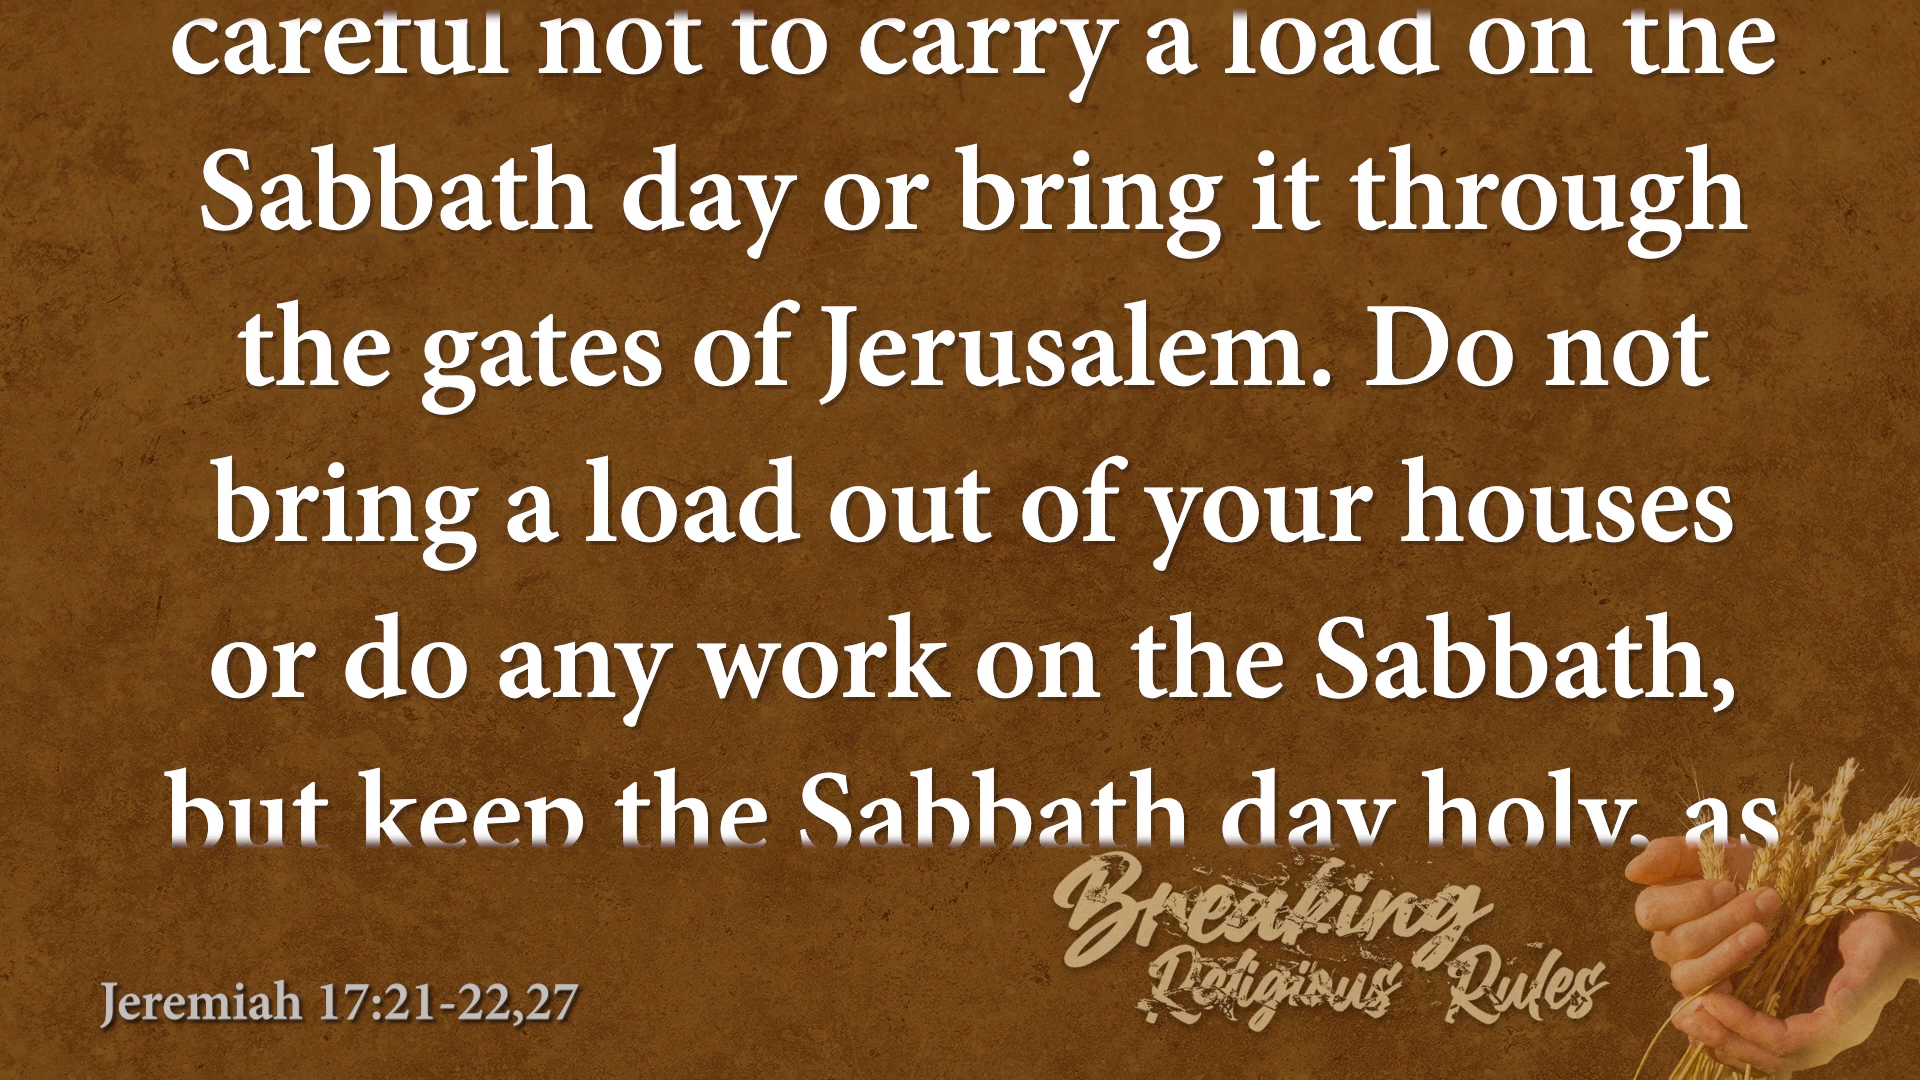 careful not to carry a load on the
Sabbath day or bring it through
the gates of Jerusalem. Do not
bring a load out of your houses
or do any work on the Sabbath,
but keep the Sabbath day holy, as
Breaking
Religious Rules
Jeremiah 17:21-22,27